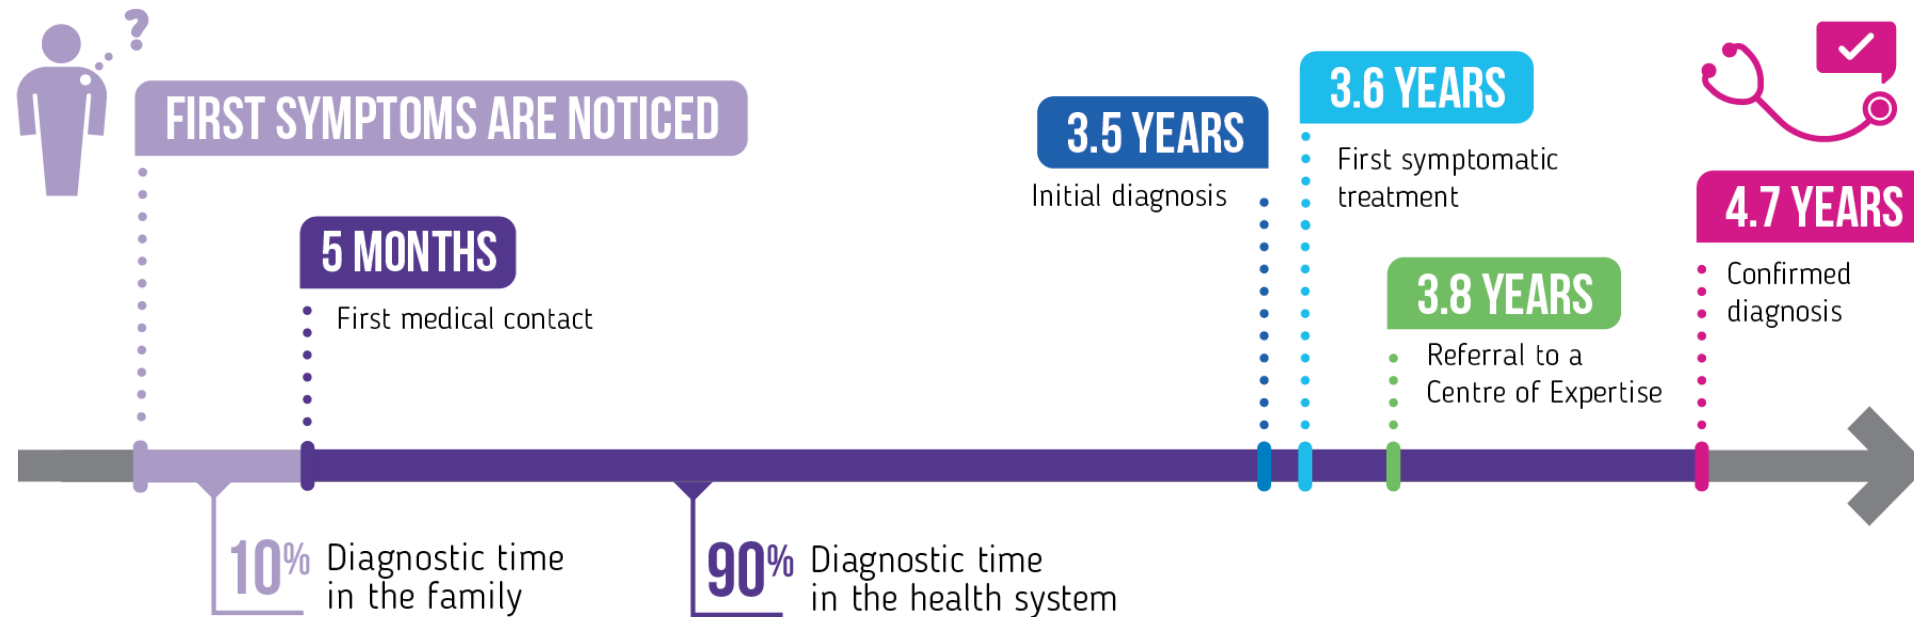 ?
FIRST SYMPTOMS ARE NOTICED
5 MONTHS
First medical contact
3.5 YEARS
Initial diagnosis
3.6 YEARS
First symptomatic
treatment
3.8 YEARS
Referral to a
Centre of Expertise
4.7 YEARS
Confirmed
diagnosis
10% Diagnostic time
in the family
90% Diagnostic time
in the health system